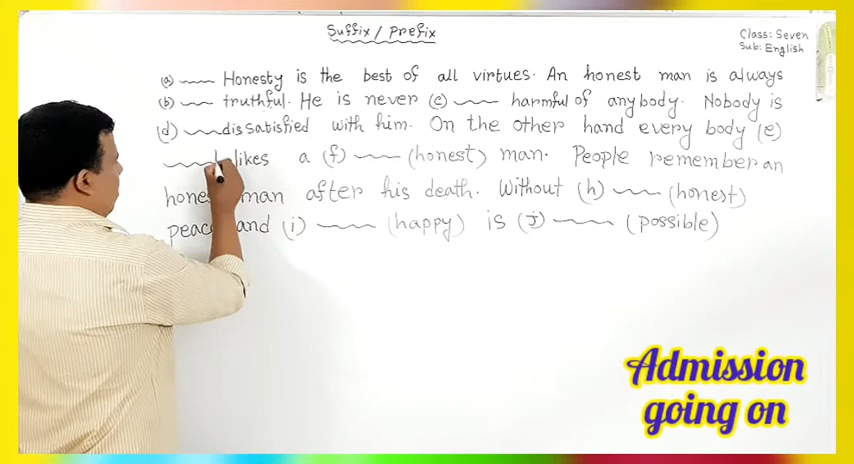 Suffix / Prefix
Class: Seven
Sub: English
(a) Honesty is the best of all virtues. An honest man is always
(b) truthful. He is never (c) harmful of anybody. Nobody is
(d) dissatisfied with him. On the other hand every body (e)
likes a (f) (honest) man. People remember an
man after his death. Without (h) (honest)
and (i) (happy) is (j) (possible)
Admission
going on